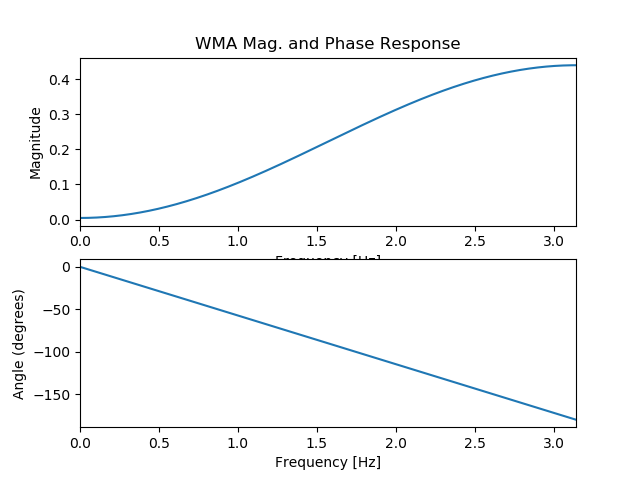 WMA Mag. and Phase Response
Magnitude
0.4
0.3
0.2
0.1
0.0
0.0 0.5 1.0 1.5 2.0 2.5 3.0
Frequency [Hz]
Angle (degrees)
0
−50
−100
−150
0.0 0.5 1.0 1.5 2.0 2.5 3.0
Frequency [Hz]